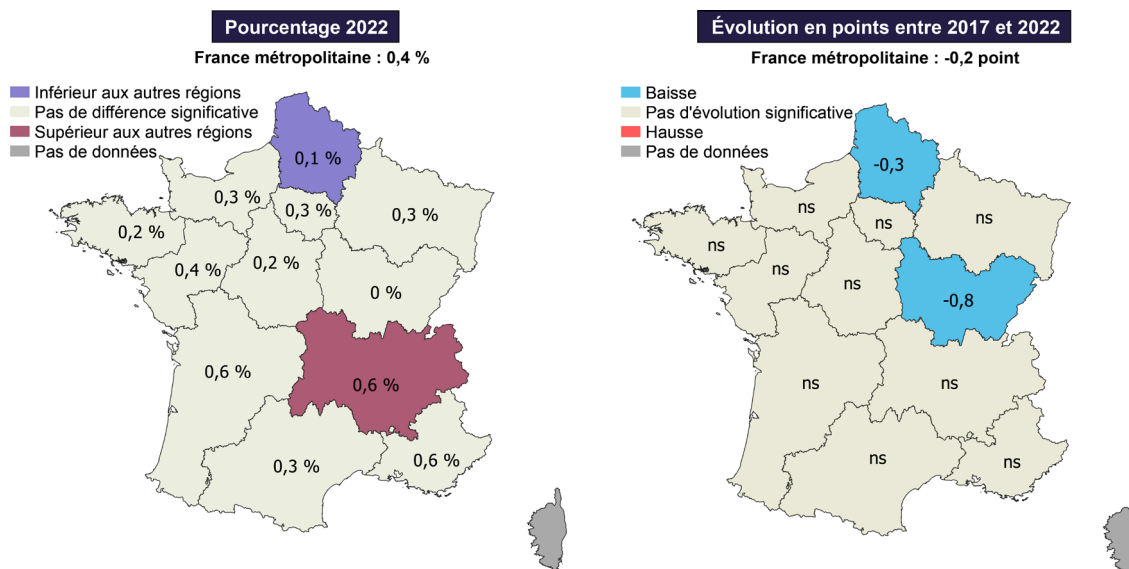 Pourcentage 2022
France métropolitaine : 0,4 %
Inférieur aux autres régions
Pas de différence significative
Supérieur aux autres régions
Pas de données
0,1 %
0,3 %
0,3 %
0,3 %
0,2 %
0,4 %
0,2 %
0 %
0,6 %
0,6 %
0,3 %
0,6 %
Évolution en points entre 2017 et 2022
France métropolitaine : -0,2 point
Baisse
Pas d'évolution significative
Hausse
Pas de données
-0,3
ns
ns
ns
ns
ns
ns
-0,8
ns
ns
ns
ns